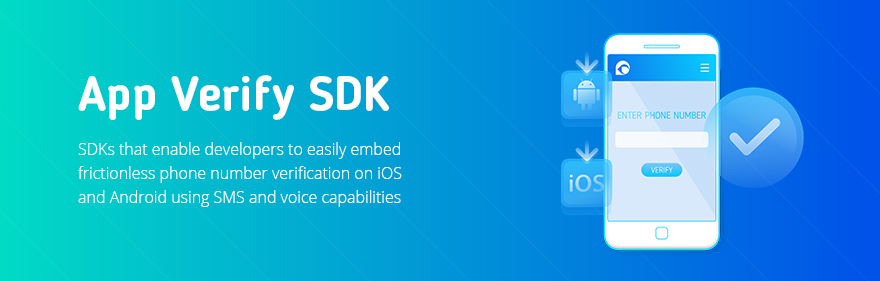 App Verify SDK
SDKs that enable developers to easily embed
frictionless phone number verification on iOS
and Android using SMS and voice capabilities
ENTER PHONE NUMBER
VERIFY
iOS